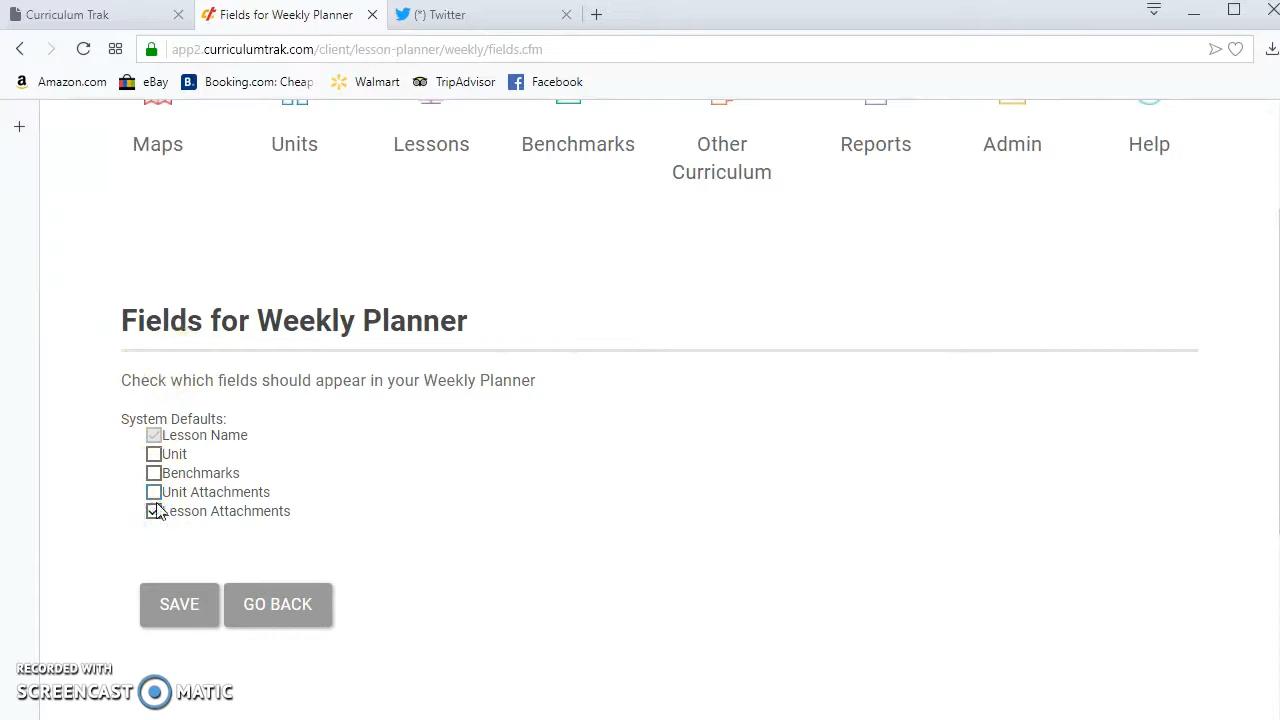 Curriculum Trak
Fields for Weekly Planner
(*) Twitter
app2.curriculumtrak.com/client/lesson-planner/weekly/fields.cfm
Amazon.com
eBay
Booking.com: Cheap
Walmart
TripAdvisor
Facebook
Maps
Units
Lessons
Benchmarks
Other
Curriculum
Reports
Admin
Help
Fields for Weekly Planner
Check which fields should appear in your Weekly Planner
System Defaults:
Lesson Name
Unit
Benchmarks
Unit Attachments
Lesson Attachments
SAVE
GO BACK
RECORDED WITH
SCREENCAST MATIC